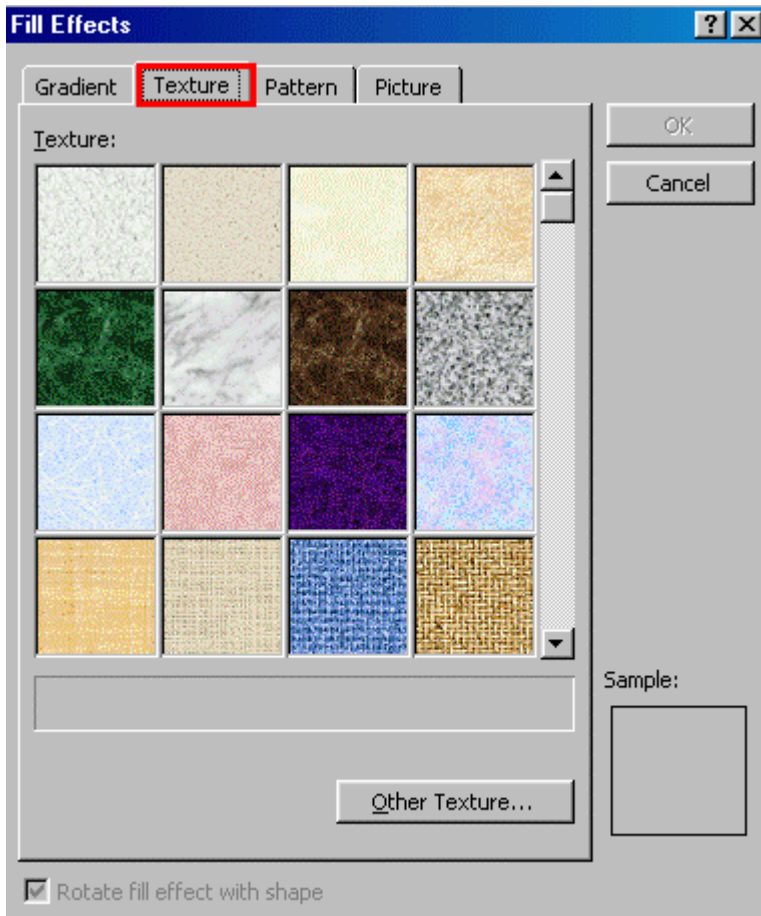 Fill Effects
Gradient Texture Pattern Picture
Texture:
OK
Cancel
Sample:
Other Texture...
Rotate fill effect with shape